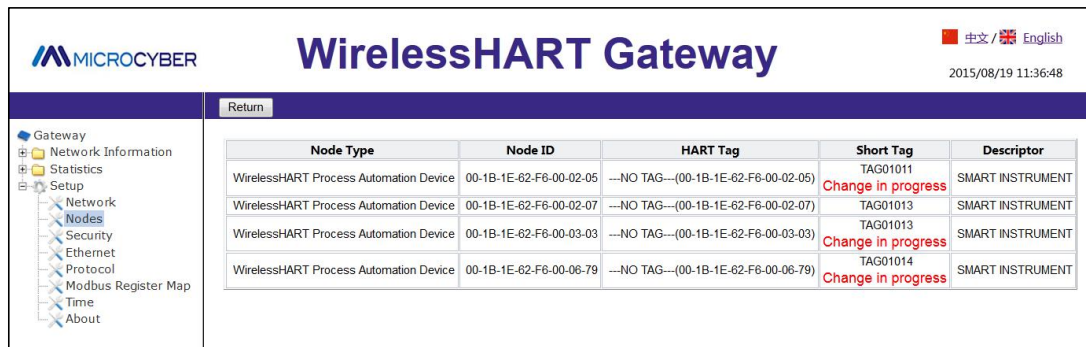 MICROCYBER
WirelessHART Gateway
中文 / English
2015/08/19 11:36:48
Return
Gateway
Network Information
Statistics
Setup
Network
Nodes
Security
Ethernet
Protocol
Modbus Register Map
Time
About
Node Type Node ID HART Tag Short Tag Descriptor
WirelessHART Process Automation Device 00-1B-1E-62-F6-00-02-05 ---NO TAG---(00-1B-1E-62-F6-00-02-05) TAG01011 SMART INSTRUMENT
Change in progress
WirelessHART Process Automation Device 00-1B-1E-62-F6-00-02-07 ---NO TAG---(00-1B-1E-62-F6-00-02-07) TAG01013 SMART INSTRUMENT
WirelessHART Process Automation Device 00-1B-1E-62-F6-00-03-03 ---NO TAG---(00-1B-1E-62-F6-00-03-03) TAG01013 SMART INSTRUMENT
Change in progress
WirelessHART Process Automation Device 00-1B-1E-62-F6-00-06-79 ---NO TAG---(00-1B-1E-62-F6-00-06-79) TAG01014 SMART INSTRUMENT
Change in progress